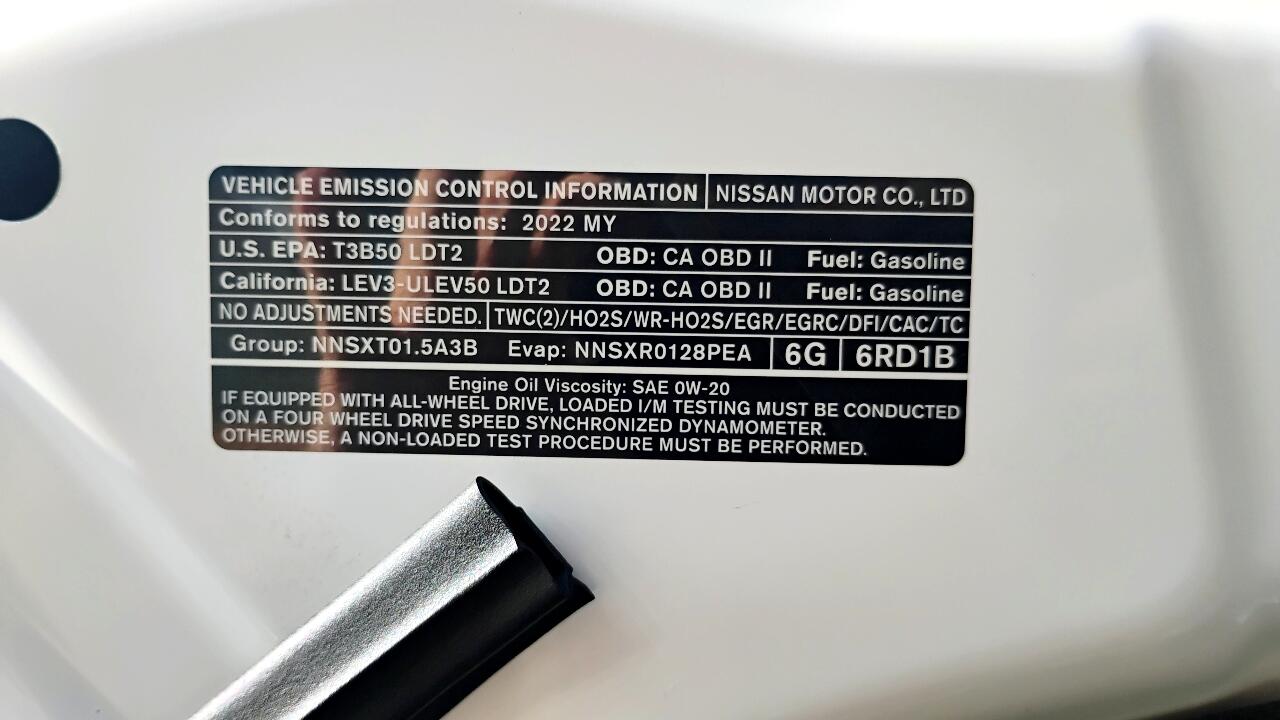 VEHICLE EMISSION CONTROL INFORMATION NISSAN MOTOR CO., LTD
Conforms to regulations: 2022 MY
U.S. EPA: T3B50 LDT2 OBD: CA OBD II Fuel: Gasoline
California: LEV3-ULEV50 LDT2 OBD: CA OBD II Fuel: Gasoline
NO ADJUSTMENTS NEEDED. TWC(2)/HO2S/WR-HO2S/EGR/EGRC/DFI/CAC/TC
Group: NNSXT01.5A3B Evap: NNSXR0128PEA 6G 6RD1B
Engine Oil Viscosity: SAE 0W-20
IF EQUIPPED WITH ALL-WHEEL DRIVE, LOADED I/M TESTING MUST BE CONDUCTED
ON A FOUR WHEEL DRIVE SPEED SYNCHRONIZED DYNAMOMETER.
OTHERWISE, A NON-LOADED TEST PROCEDURE MUST BE PERFORMED.